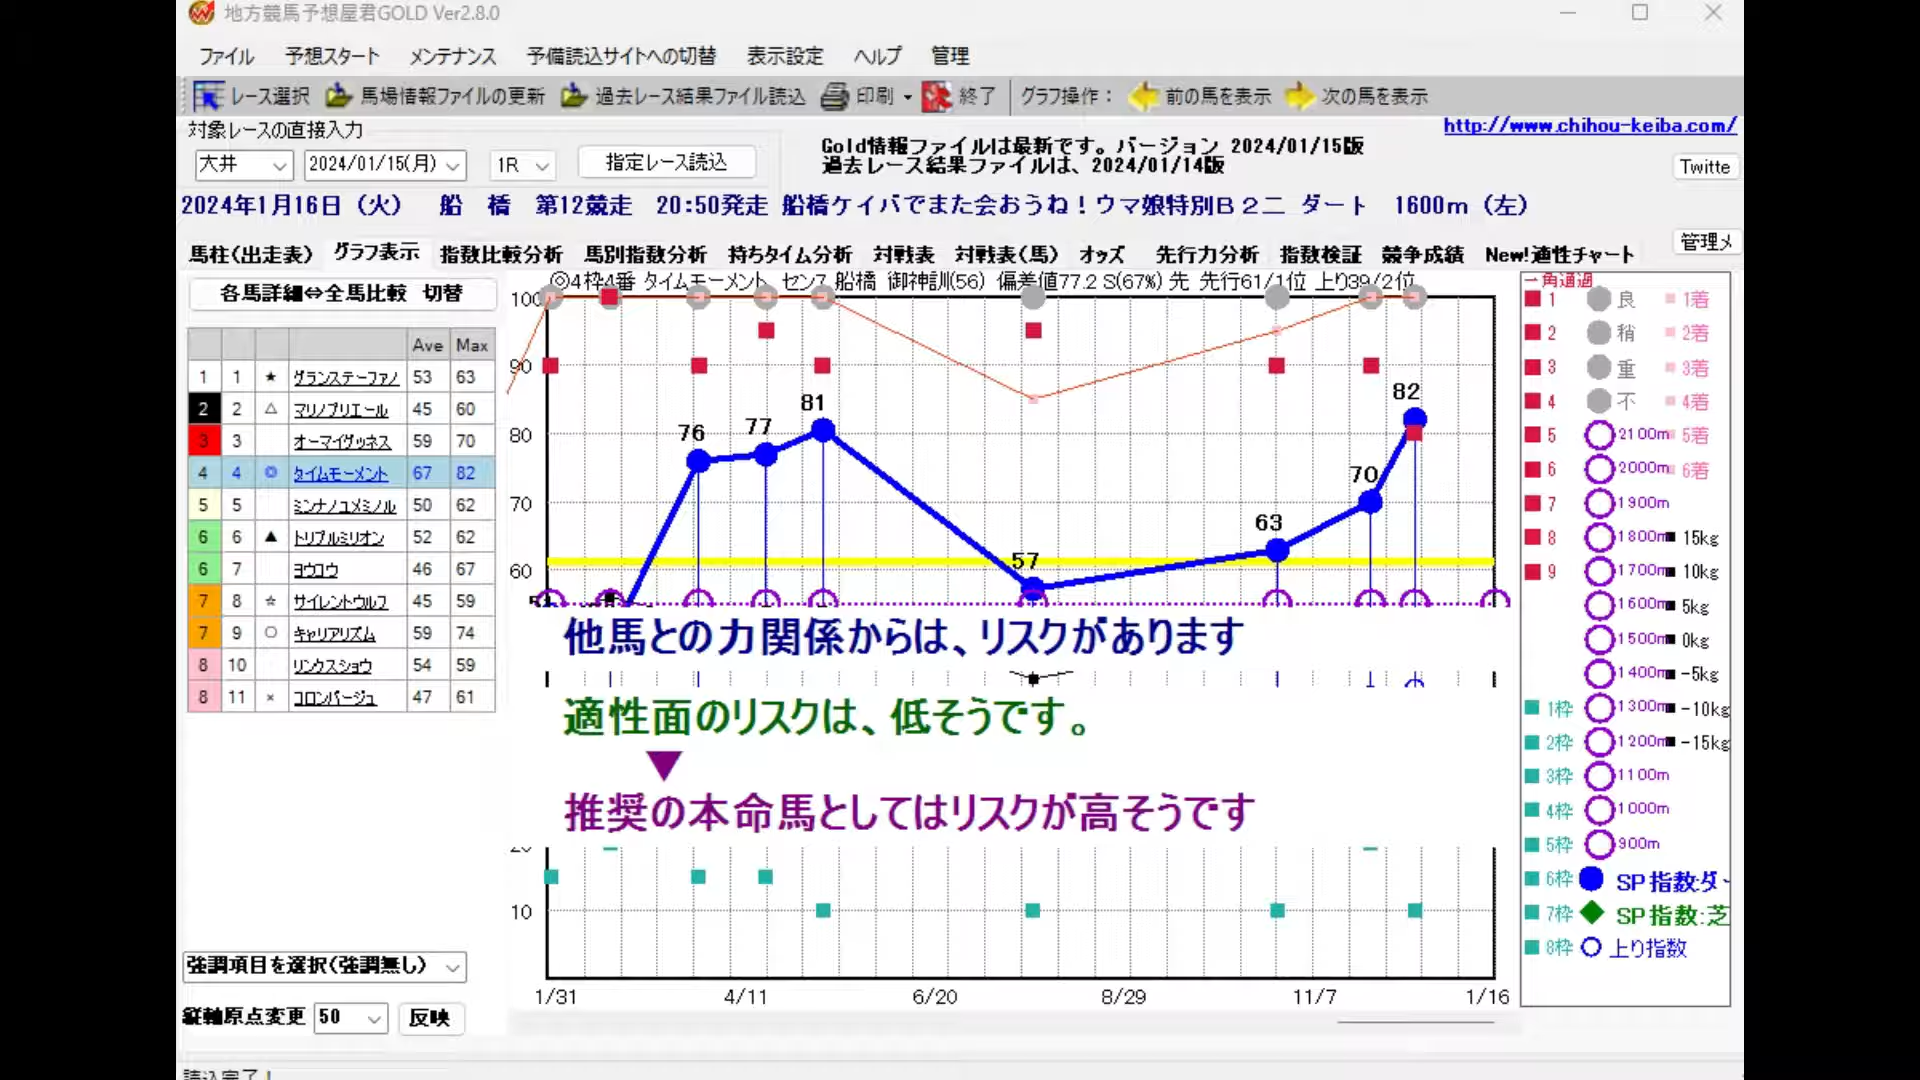 地方競馬予想屋君GOLD Ver2.8.0
ファイル 予想スタート メンテナンス 予備読込サイトへの切替 表示設定 ヘルプ 管理
レース選択 馬場情報ファイルの更新 過去レース結果ファイル読込 印刷 終了 グラフ操作： 前の馬を表示 次の馬を表示
対象レースの直接入力
http://www.chihou-keiba.com/
大井 2024/01/15(月) 1R 指定レース読込
Gold情報ファイルは最新です。バージョン 2024/01/15版
過去レース結果ファイルは、2024/01/14版
Twitte
2024年1月16日（火） 船 橋 第12競走 20:50発走 船橋ケイバでまた会おうね！ウマ娘特別Ｂ２二 ダート 1600m（左）
管理メ
馬柱(出走表) グラフ表示 指数比較分析 馬別指数分析 持ちタイム分析 対戦表 対戦表(馬) オッズ 先行力分析 指数検証 競争成績 New!適性チャート
各馬詳細⇔全馬比較 切替
◎4枠4番 タイムモーメント セン7 船橋 御神訓(56) 偏差値77.2 S(67%) 先 先行61/1位 上り39/2位
Ave Max
1 1 ★ グランステーファノ 53 63
2 2 △ マリノプリエール 45 60
3 3 オーマイグッネス 59 70
4 4 ◎ タイムモーメント 67 82
5 5 ミンナノユメミノル 50 62
6 6 ▲ トリプルミリオン 52 62
6 7 ヨウコウ 46 67
7 8 ☆ サイレントウルフ 45 59
7 9 ○ キャリアリズム 59 74
8 10 リンクスショウ 54 59
8 11 × コロンバージュ 47 61
100
90
80
70
60
10
76
77
81
57
63
70
82
他馬との力関係からは、リスクがあります
適性面のリスクは、低そうです。
▼
推奨の本命馬としてはリスクが高そうです
1/31 4/11 6/20 8/29 11/7 1/16
一角通過
1 良 1着
2 稍 2着
3 重 3着
4 不 4着
5 2100m 5着
6 2000m 6着
7 1900m
8 1800m 15kg
9 1700m 10kg
1600m 5kg
1500m 0kg
1400m -5kg
1枠 1300m -10kg
2枠 1200m -15kg
3枠 1100m
4枠 1000m
5枠 900m
6枠 SP指数:ダ
7枠 SP指数:芝
8枠 上り指数
強調項目を選択(強調無し)
縦軸原点変更 50 反映
読込完了！